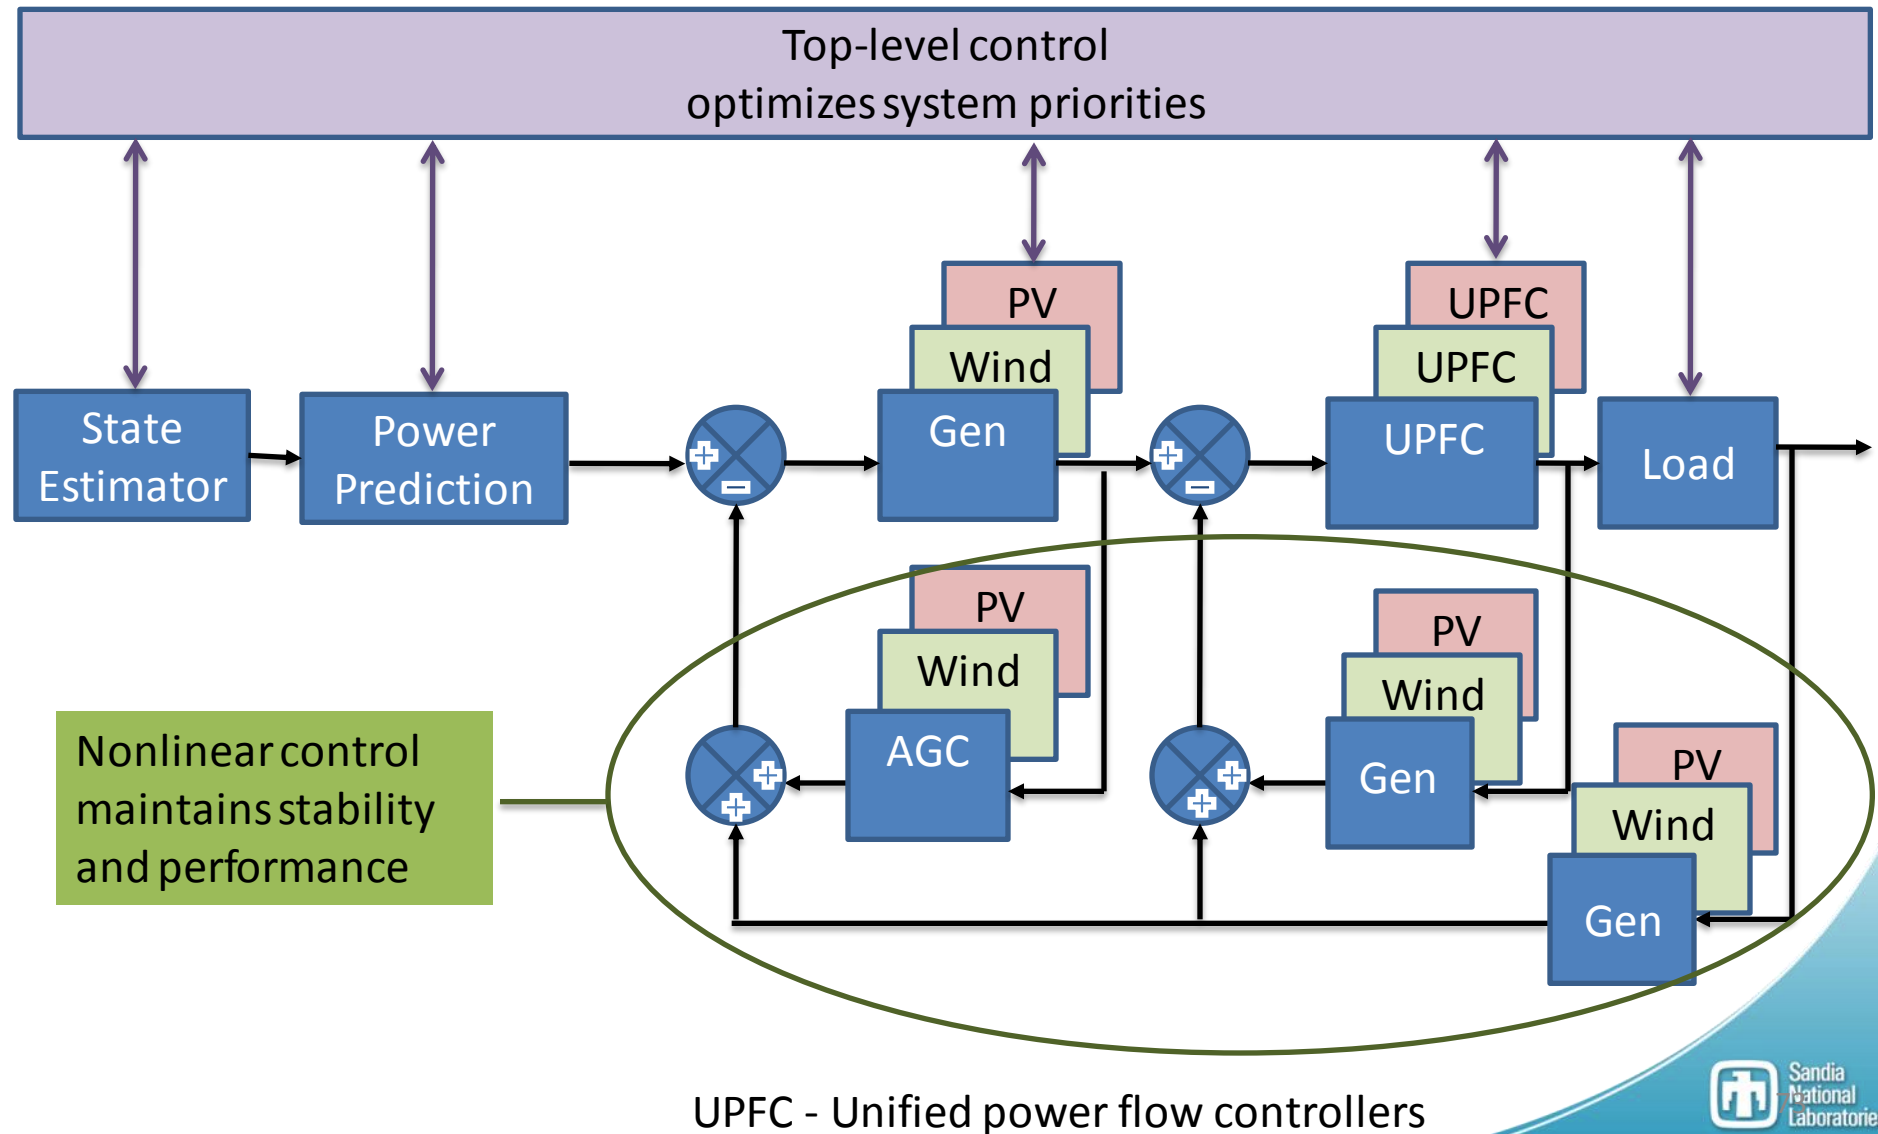 Top-level control
optimizes system priorities
PV
Wind
Gen
UPFC
UPFC
UPFC
State
Estimator
Power
Prediction
Load
PV
Wind
AGC
PV
Wind
Gen
PV
Wind
Gen
Nonlinear control
maintains stability
and performance
UPFC - Unified power flow controllers
Sandia
National
Laboratorie